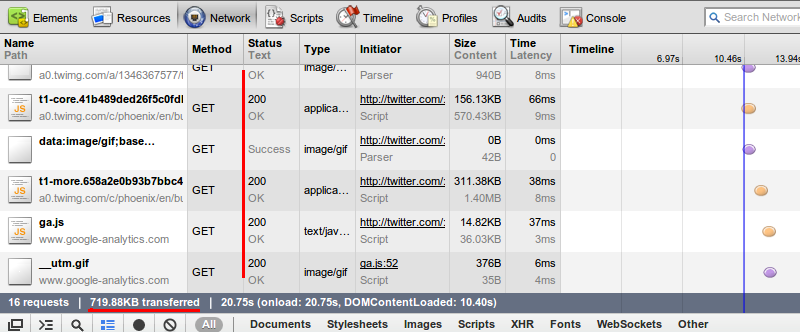 Elements Resources Network Scripts Timeline Profiles Audits Console Search Network
Name Method Status Type Initiator Size Time Timeline
Path Text Content Latency 6.97s 10.46s 13.94s
GET image/… 
a0.twimg.com/a/1346367577/ OK Parser 940B 8ms
t1-core.41b489ded26f5c0fdl GET 200 applica… http://twitter.com/ 156.13KB 66ms
a0.twimg.com/c/phoenix/en/bu OK Script 570.43KB 9ms
data:image/gif;base… GET Success image/gif http://twitter.com/ 0B 0ms
Parser 42B 0
t1-more.658a2e0b93b7bbc4 GET 200 applica… http://twitter.com/ 311.38KB 38ms
a0.twimg.com/c/phoenix/en/bu OK Script 1.40MB 8ms
ga.js GET 200 text/jav… http://twitter.com/ 14.82KB 37ms
www.google-analytics.com OK Script 36.03KB 3ms
__utm.gif GET 200 image/gif ga.js:52 376B 6ms
www.google-analytics.com OK Script 35B 4ms
16 requests | 719.88KB transferred | 20.75s (onload: 20.75s, DOMContentLoaded: 10.40s)
All Documents Stylesheets Images Scripts XHR Fonts WebSockets Other